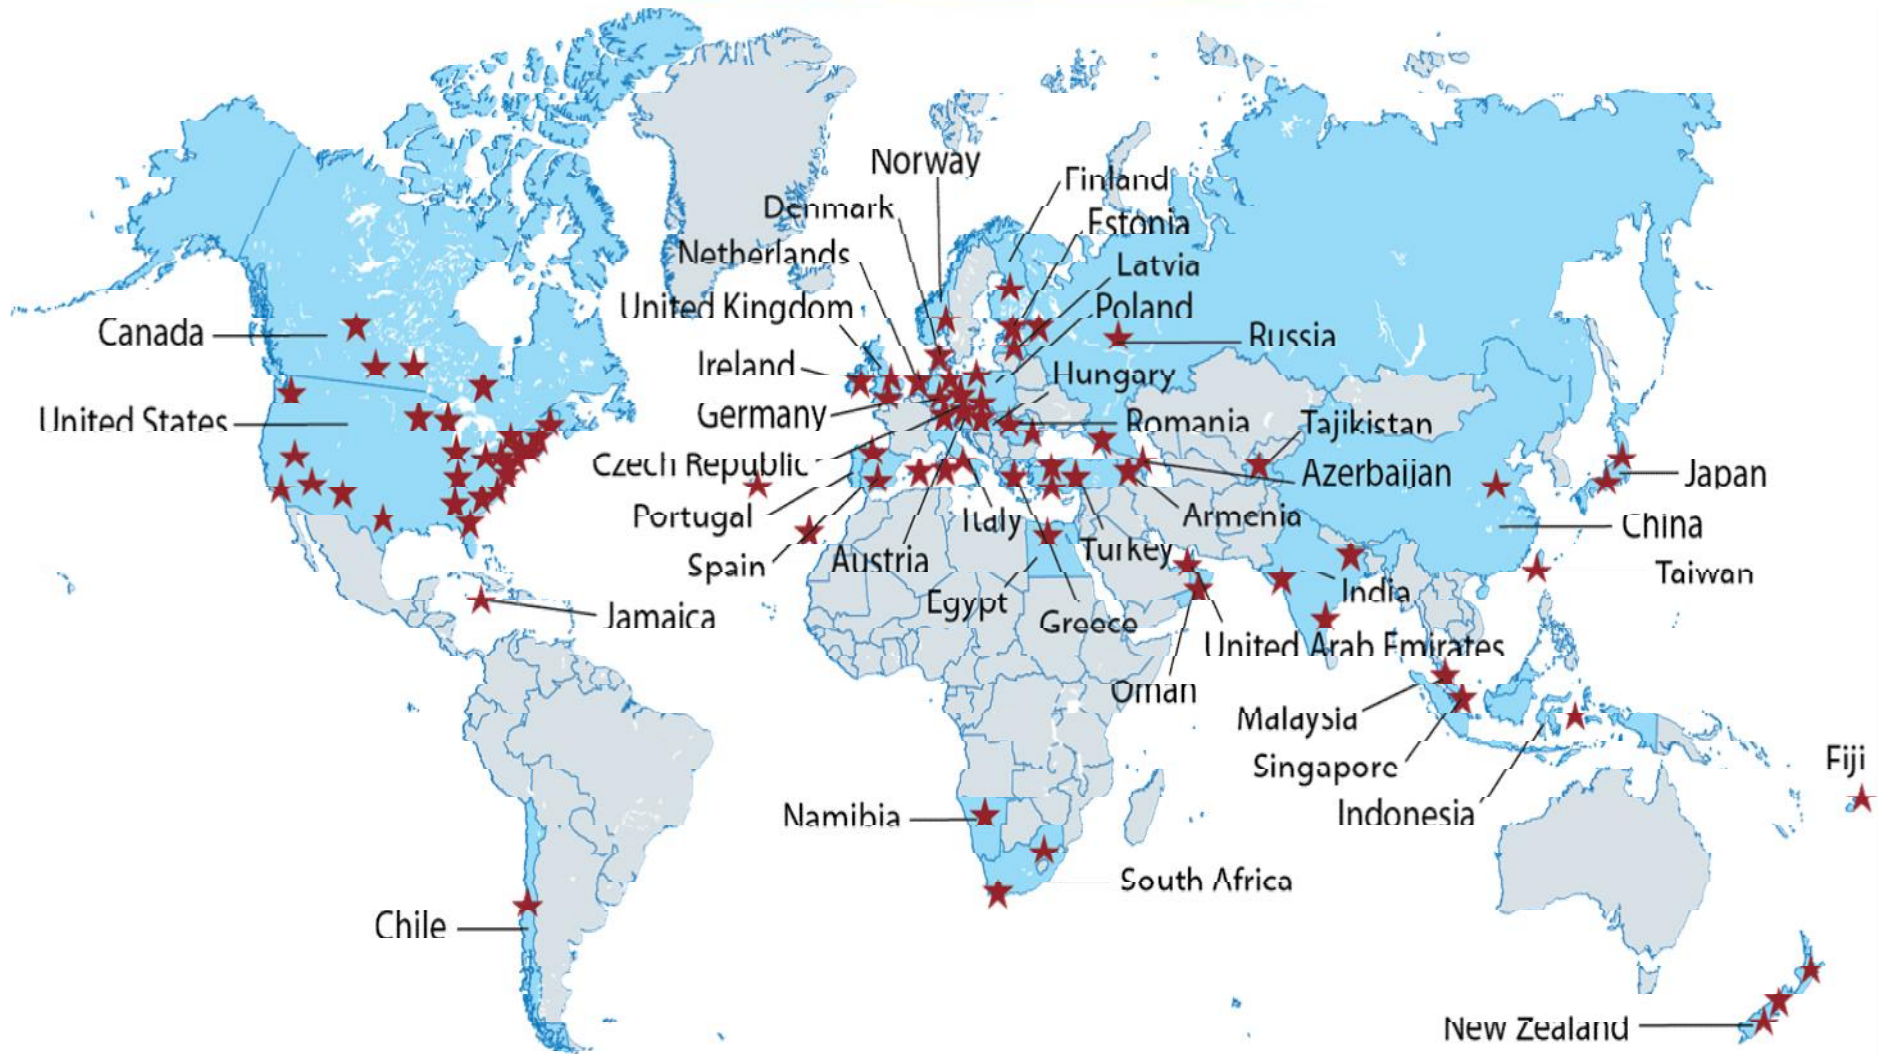 Norway
Finland
Denmark
Estonia
Netherlands
Latvia
United Kingdom
Poland
Canada
Russia
Ireland
Hungary
United States
Germany
Romania
Tajikistan
Czech Republic
Azerbaijan
Japan
Portugal
Italy
Armenia
China
Spain
Austria
Turkey
Taiwan
India
Egypt
Jamaica
Greece
United Arab Emirates
Oman
Malaysia
Singapore
Fiji
Namibia
Indonesia
South Africa
Chile
New Zealand